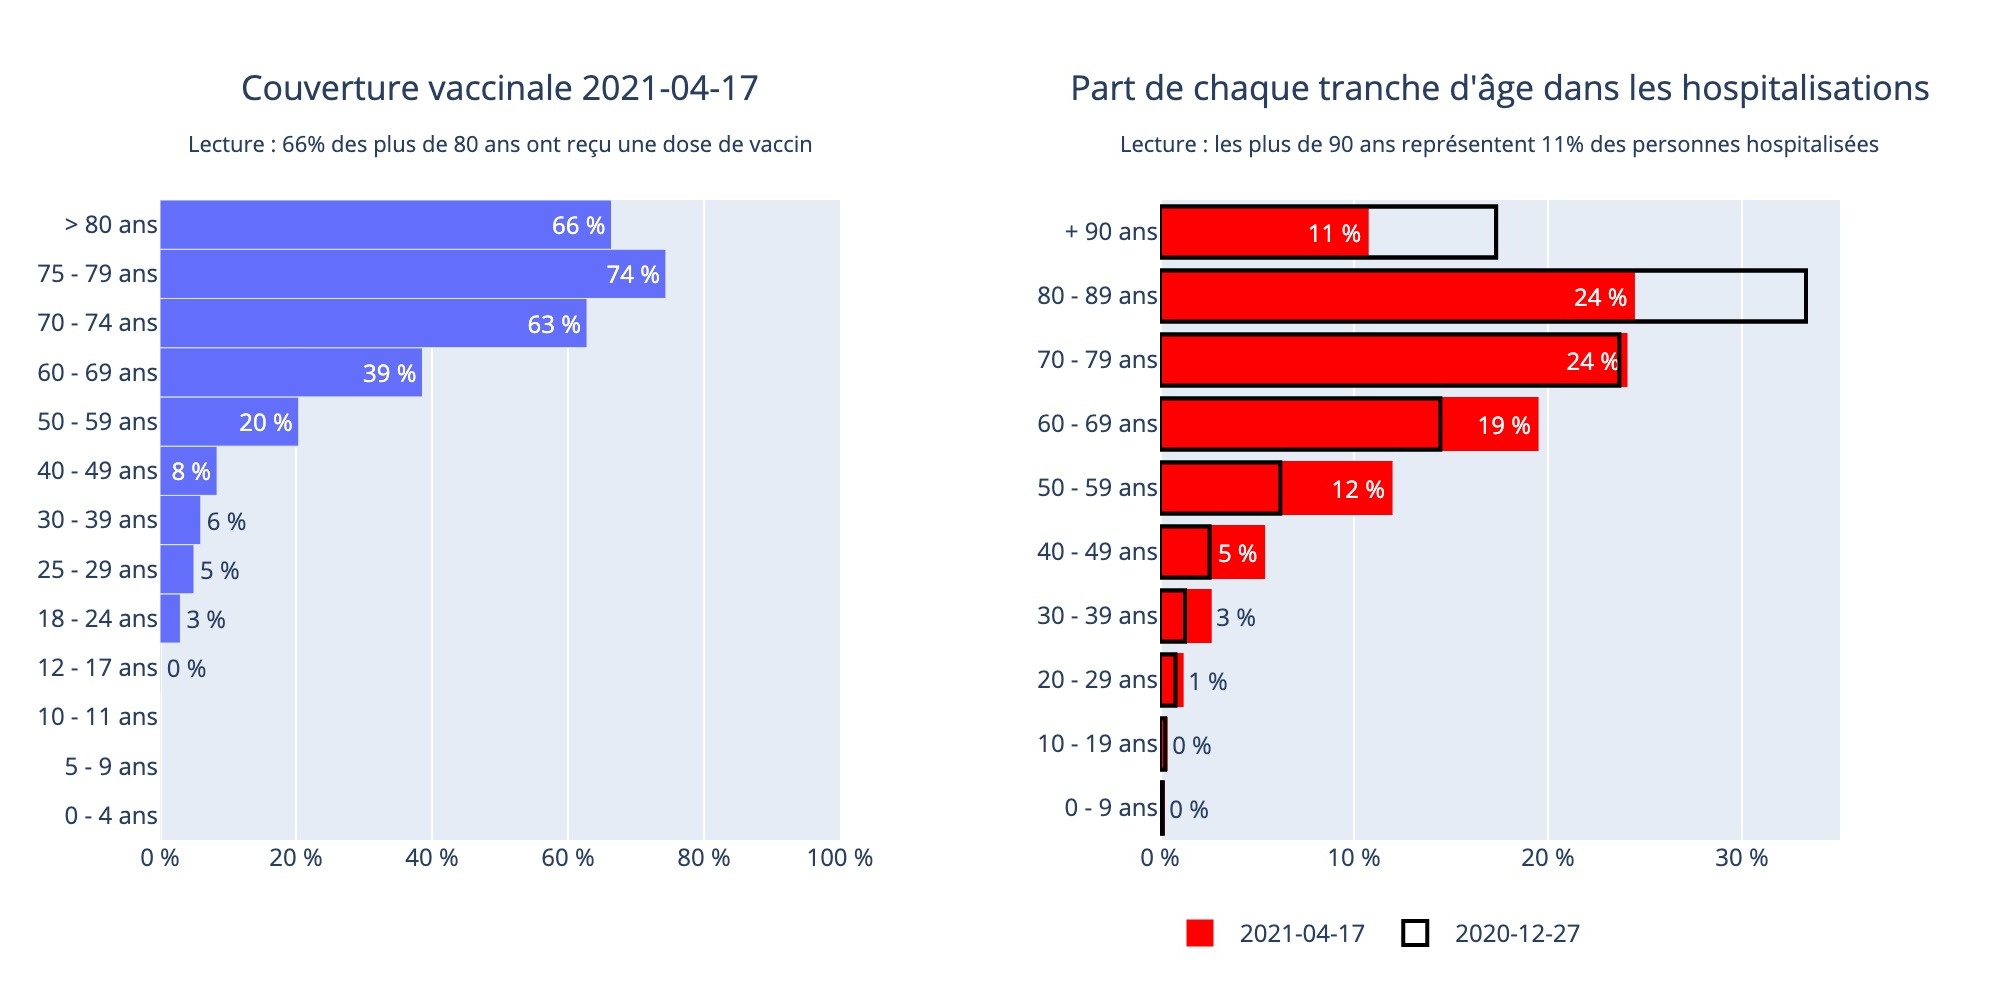 Couverture vaccinale 2021-04-17
Lecture : 66% des plus de 80 ans ont reçu une dose de vaccin
> 80 ans 66 %
75 - 79 ans 74 %
70 - 74 ans 63 %
60 - 69 ans 39 %
50 - 59 ans 20 %
40 - 49 ans 8 %
30 - 39 ans 6 %
25 - 29 ans 5 %
18 - 24 ans 3 %
12 - 17 ans 0 %
10 - 11 ans
5 - 9 ans
0 - 4 ans
0 % 20 % 40 % 60 % 80 % 100 %
Part de chaque tranche d'âge dans les hospitalisations
Lecture : les plus de 90 ans représentent 11% des personnes hospitalisées
+ 90 ans 11 %
80 - 89 ans 24 %
70 - 79 ans 24 %
60 - 69 ans 19 %
50 - 59 ans 12 %
40 - 49 ans 5 %
30 - 39 ans 3 %
20 - 29 ans 1 %
10 - 19 ans 0 %
0 - 9 ans 0 %
0 % 10 % 20 % 30 %
2021-04-17 2020-12-27